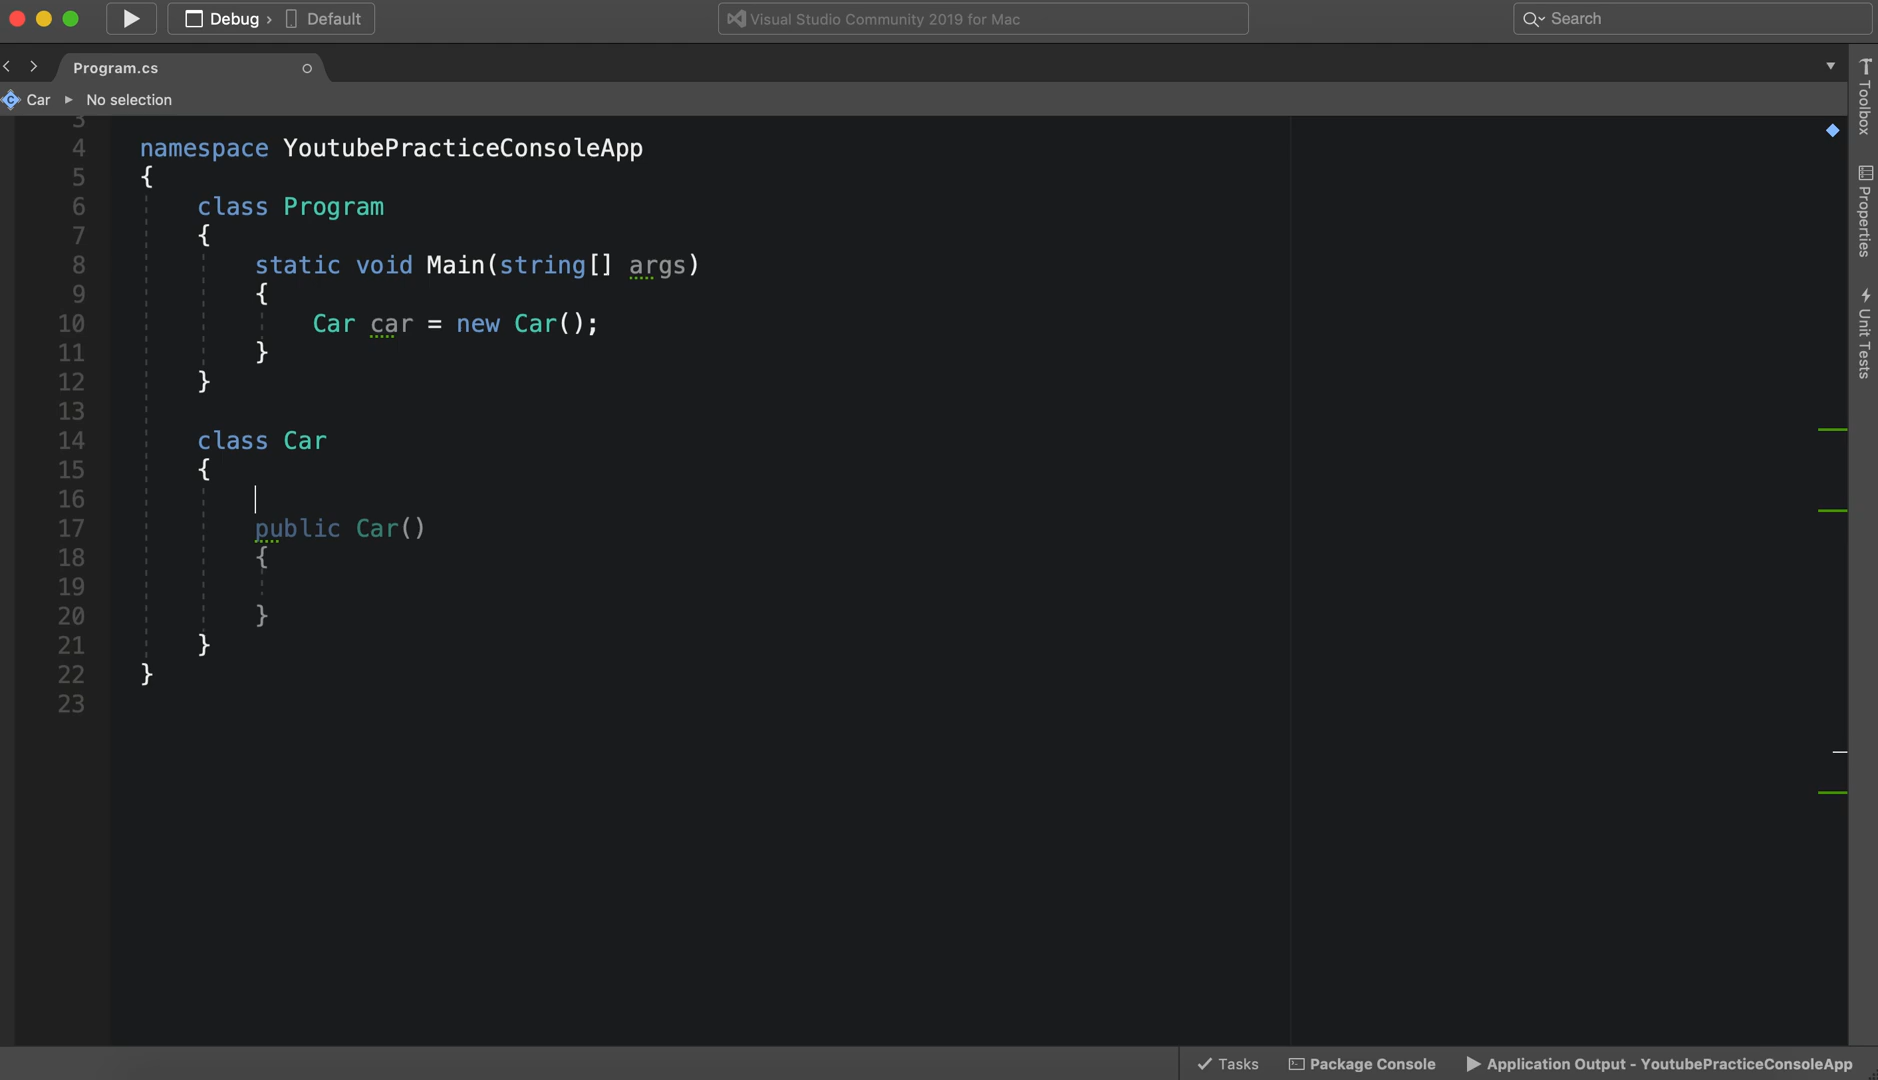 Debug › Default
Visual Studio Community 2019 for Mac
Search
Program.cs
Car ▸ No selection
3
4 namespace YoutubePracticeConsoleApp
5 {
6 class Program
7 {
8 static void Main(string[] args)
9 {
10 Car car = new Car();
11 }
12 }
13
14 class Car
15 {
16
17 public Car()
18 {
19
20 }
21 }
22 }
23
Toolbox
Properties
Unit Tests
Tasks
Package Console
Application Output - YoutubePracticeConsoleApp